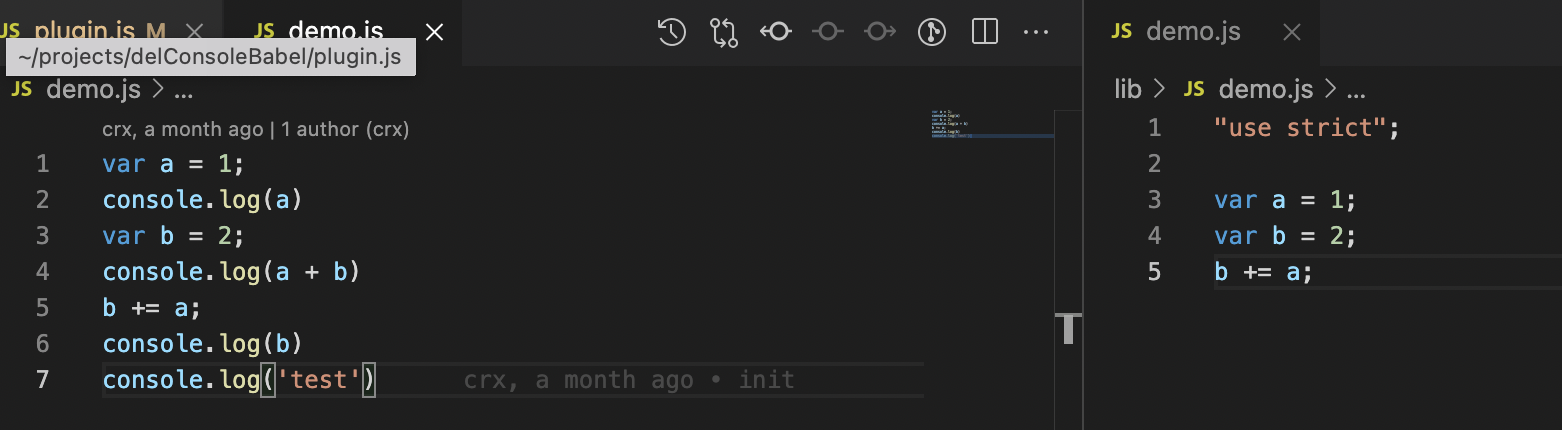 JS plugin.js M
JS demo.js
~/projects/delConsoleBabel/plugin.js
JS demo.js > ...
crx, a month ago | 1 author (crx)
1 var a = 1;
2 console.log(a)
3 var b = 2;
4 console.log(a + b)
5 b += a;
6 console.log(b)
7 console.log('test') crx, a month ago • init
JS demo.js
lib > JS demo.js > ...
1 "use strict";
2
3 var a = 1;
4 var b = 2;
5 b += a;